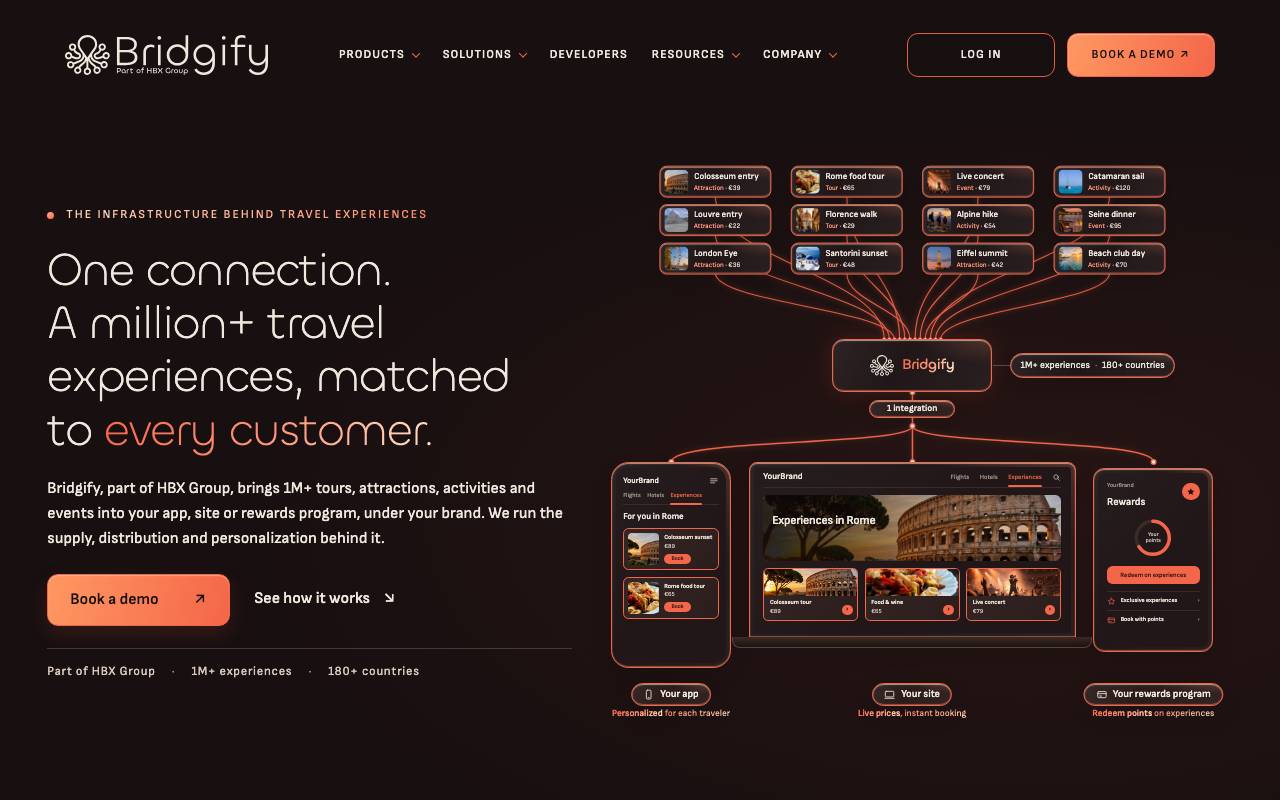 Bridgify
Part of HBX Group
PRODUCTS
SOLUTIONS
DEVELOPERS
RESOURCES
COMPANY
LOG IN
BOOK A DEMO
THE INFRASTRUCTURE BEHIND TRAVEL EXPERIENCES
One connection.
A million+ travel
experiences, matched
to every customer.
Bridgify, part of HBX Group, brings 1M+ tours, attractions, activities and
events into your app, site or rewards program, under your brand. We run the
supply, distribution and personalization behind it.
Book a demo
See how it works
Part of HBX Group · 1M+ experiences · 180+ countries
Colosseum entry
Attraction · €39
Rome food tour
Tour · €65
Live concert
Event · €79
Catamaran sail
Activity · €120
Louvre entry
Attraction · €22
Florence walk
Tour · €29
Alpine hike
Activity · €54
Seine dinner
Event · €95
London Eye
Attraction · €36
Santorini sunset
Tour · €48
Eiffel summit
Attraction · €42
Beach club day
Activity · €70
Bridgify
1M+ experiences · 180+ countries
1 integration
YourBrand
Flights Hotels Experiences
For you in Rome
Colosseum sunset
€89
Book
Rome food tour
€65
Book
YourBrand
Flights Hotels Experiences
Experiences in Rome
Colosseum tour
€89
Food & wine
€65
Live concert
€79
YourBrand
Rewards
Your
points
Redeem on experiences
Exclusive experiences
Book with points
Your app
Personalized for each traveler
Your site
Live prices, instant booking
Your rewards program
Redeem points on experiences